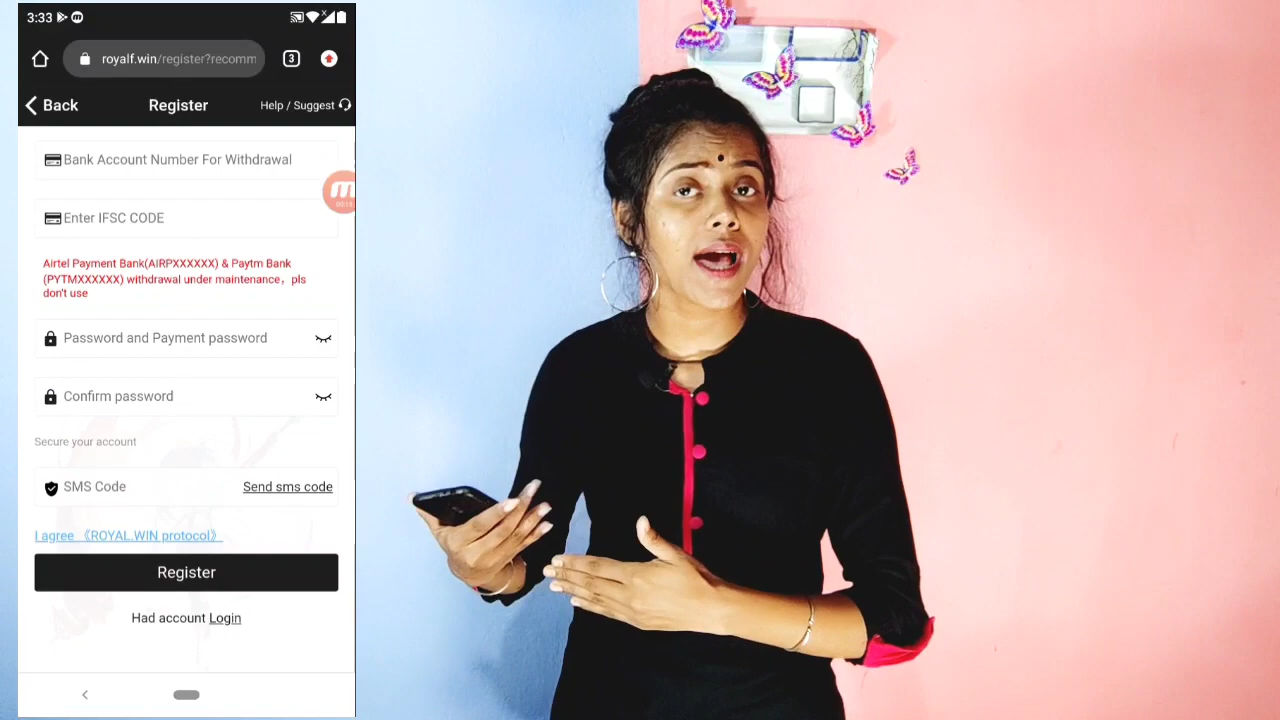 3:33
royalf.win/register?recomm
3
Back
Register
Help / Suggest
Bank Account Number For Withdrawal
Enter IFSC CODE
Airtel Payment Bank(AIRPXXXXXX) & Paytm Bank
(PYTMXXXXXX) withdrawal under maintenance，pls
don't use
Password and Payment password
Confirm password
Secure your account
SMS Code
Send sms code
I agree 《ROYAL.WIN protocol》
Register
Had account Login